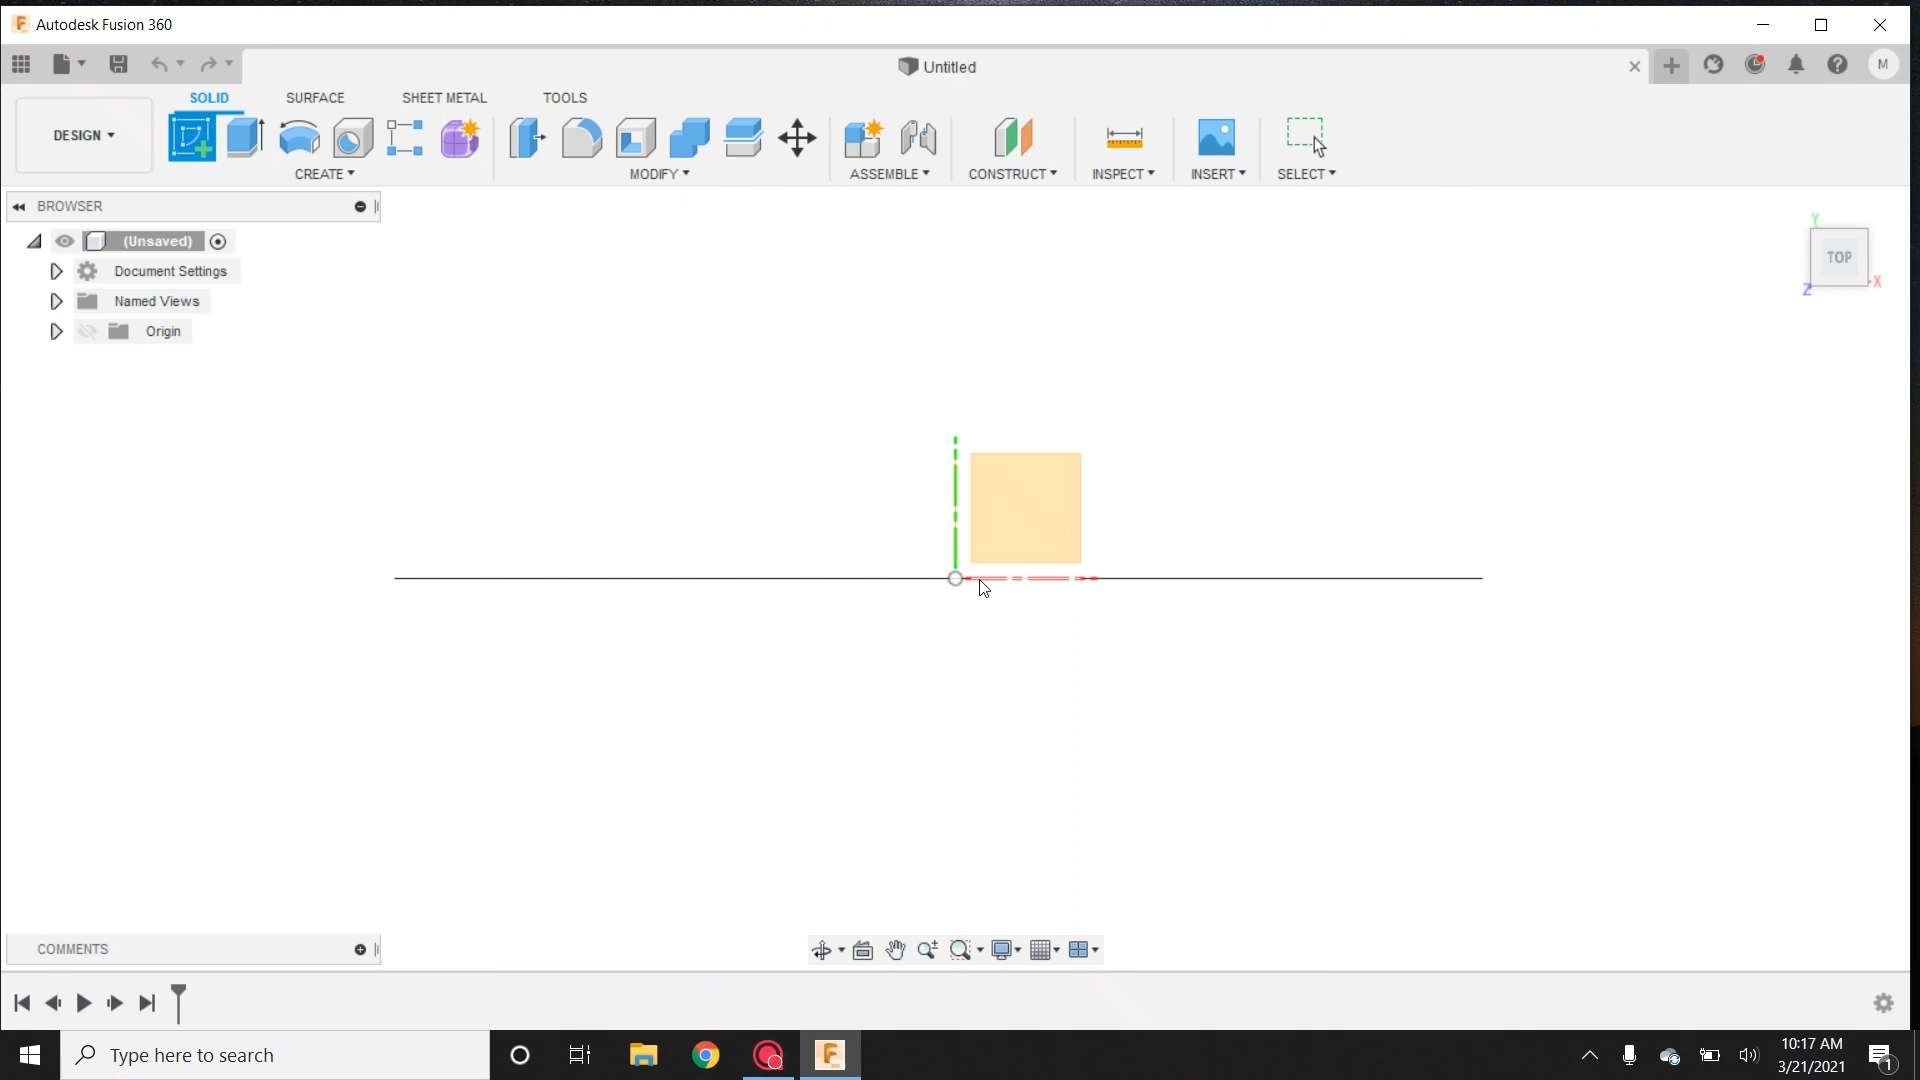 Autodesk Fusion 360
Untitled
M
DESIGN
SOLID
SURFACE
SHEET METAL
TOOLS
CREATE
MODIFY
ASSEMBLE
CONSTRUCT
INSPECT
INSERT
SELECT
BROWSER
(Unsaved)
Document Settings
Named Views
Origin
Y
TOP
X
Z
COMMENTS
Type here to search
10:17 AM
3/21/2021
1